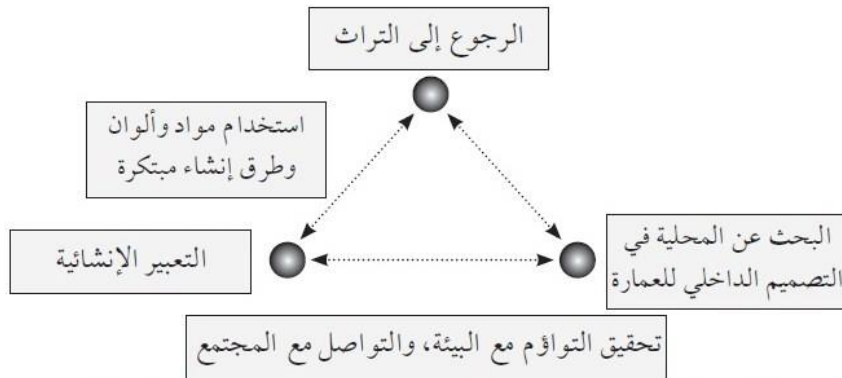 الرجوع إلى التراث
استخدام مواد وألوان
وطرق إنشاء مبتكرة
البحث عن المحلية في
التصميم الداخلي للعمارة
التعبير الإنشائية
تحقيق التواؤم مع البيئة، والتواصل مع المجتمع